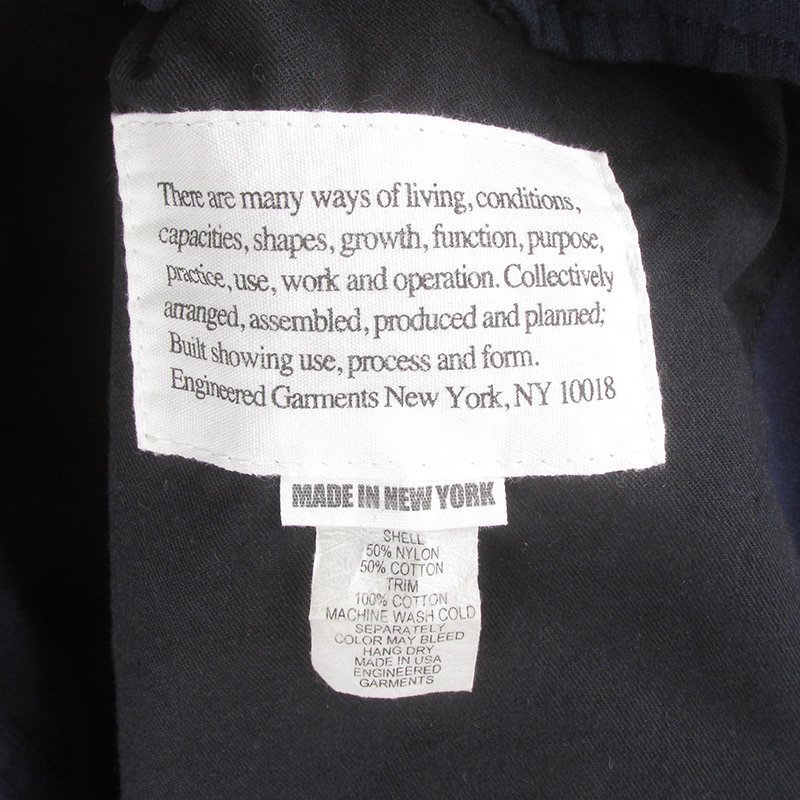 There are many ways of living, conditions,
capacities, shapes, growth, function, purpose,
practice, use, work and operation. Collectively
arranged, assembled, produced and planned;
Built showing use, process and form.
Engineered Garments New York, NY 10018
MADE IN NEW YORK
SHELL
50% NYLON
50% COTTON
TRIM
100% COTTON
MACHINE WASH COLD
SEPARATELY
COLOR MAY BLEED
HANG DRY
MADE IN USA
ENGINEERED
GARMENTS